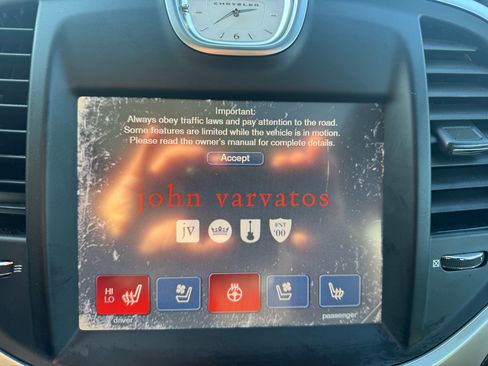 CHRYSLER
Important:
Always obey traffic laws and pay attention to the road.
Some features are limited while the vehicle is in motion.
Please read the owner's manual for complete details.
Accept
john varvatos
jv
EST
'00
HI
LO
driver
passenger